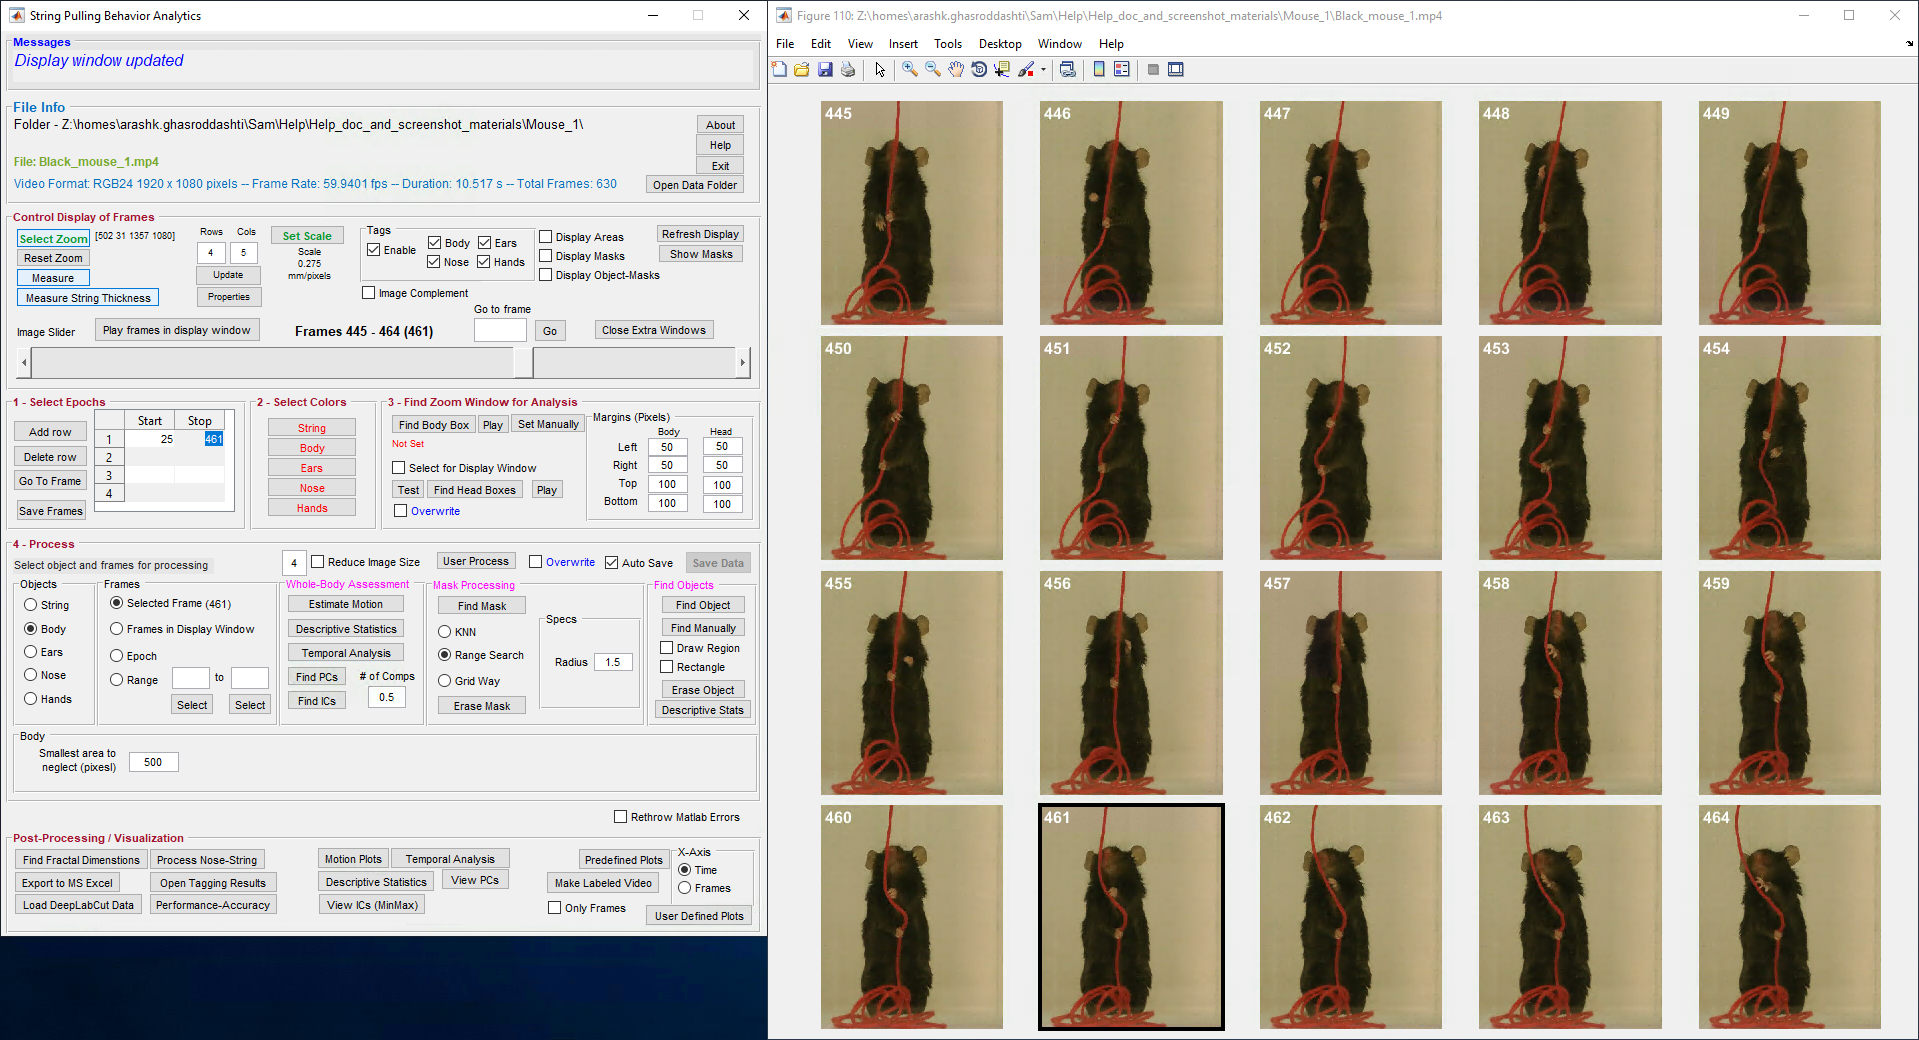 String Pulling Behavior Analytics
Messages
Display window updated
File Info
Folder - Z:\homes\arashk.ghasroddashti\Sam\Help\Help_doc_and_screenshot_materials\Mouse_1\
About
Help
File: Black_mouse_1.mp4
Exit
Video Format: RGB24 1920 x 1080 pixels -- Frame Rate: 59.9401 fps -- Duration: 10.517 s -- Total Frames: 630
Open Data Folder
Control Display of Frames
Select Zoom [502 31 1357 1080]
Reset Zoom
Measure
Measure String Thickness
Rows Cols
4 5
Update
Properties
Set Scale
Scale
0.275
mm/pixels
Tags
Enable Body Ears
Nose Hands
Display Areas
Display Masks
Display Object-Masks
Refresh Display
Show Masks
Image Complement
Go to frame
Image Slider Play frames in display window Frames 445 - 464 (461) Go Close Extra Windows
1 - Select Epochs
Add row
Delete row
Go To Frame
Save Frames
Start Stop
1 25 461
2
3
4
2 - Select Colors
String
Body
Ears
Nose
Hands
3 - Find Zoom Window for Analysis
Find Body Box Play Set Manually
Not Set
Select for Display Window
Test Find Head Boxes Play
Overwrite
Margins (Pixels)
Body Head
Left 50 50
Right 50 50
Top 100 100
Bottom 100 100
4 - Process
Select object and frames for processing
4 Reduce Image Size User Process Overwrite Auto Save Save Data
Objects
String
Body
Ears
Nose
Hands
Frames
Selected Frame (461)
Frames in Display Window
Epoch
Range to
Select Select
Whole-Body Assessment
Estimate Motion
Descriptive Statistics
Temporal Analysis
Find PCs # of Comps
Find ICs 0.5
Mask Processing
Find Mask
KNN
Range Search
Grid Way
Erase Mask
Specs
Radius 1.5
Find Objects
Find Object
Find Manually
Draw Region
Rectangle
Erase Object
Descriptive Stats
Body
Smallest area to
neglect (pixesl) 500
Rethrow Matlab Errors
Post-Processing / Visualization
Find Fractal Dimenstions Process Nose-String
Export to MS Excel Open Tagging Results
Load DeepLabCut Data Performance-Accuracy
Motion Plots Temporal Analysis
Descriptive Statistics View PCs
View ICs (MinMax)
Predefined Plots
Make Labeled Video
Only Frames
X-Axis
Time
Frames
User Defined Plots
Figure 110: Z:\homes\arashk.ghasroddashti\Sam\Help\Help_doc_and_screenshot_materials\Mouse_1\Black_mouse_1.mp4
File Edit View Insert Tools Desktop Window Help
445 446 447 448 449
450 451 452 453 454
455 456 457 458 459
460 461 462 463 464